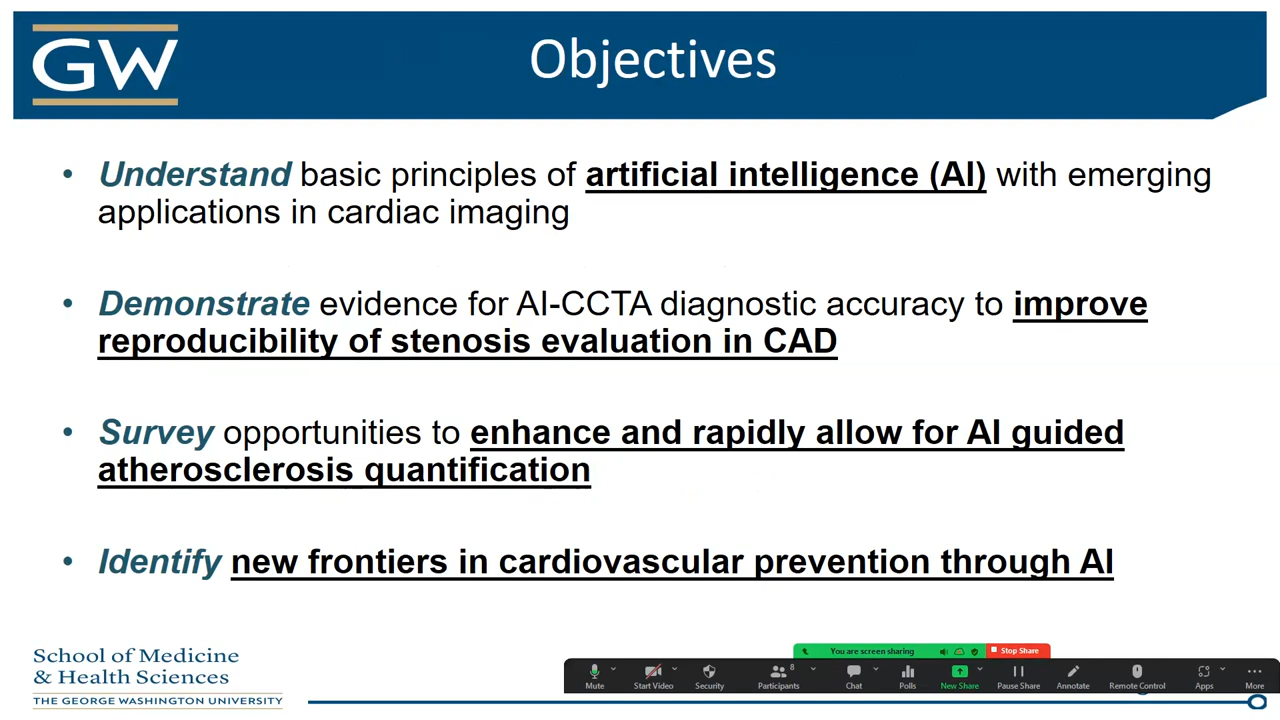 GW
Objectives
• Understand basic principles of artificial intelligence (AI) with emerging
applications in cardiac imaging
• Demonstrate evidence for AI-CCTA diagnostic accuracy to improve
reproducibility of stenosis evaluation in CAD
• Survey opportunities to enhance and rapidly allow for AI guided
atherosclerosis quantification
• Identify new frontiers in cardiovascular prevention through AI
School of Medicine
& Health Sciences
THE GEORGE WASHINGTON UNIVERSITY
You are screen sharing Stop Share
8
Mute Start Video Security Participants Chat Polls New Share Pause Share Annotate Remote Control Apps More